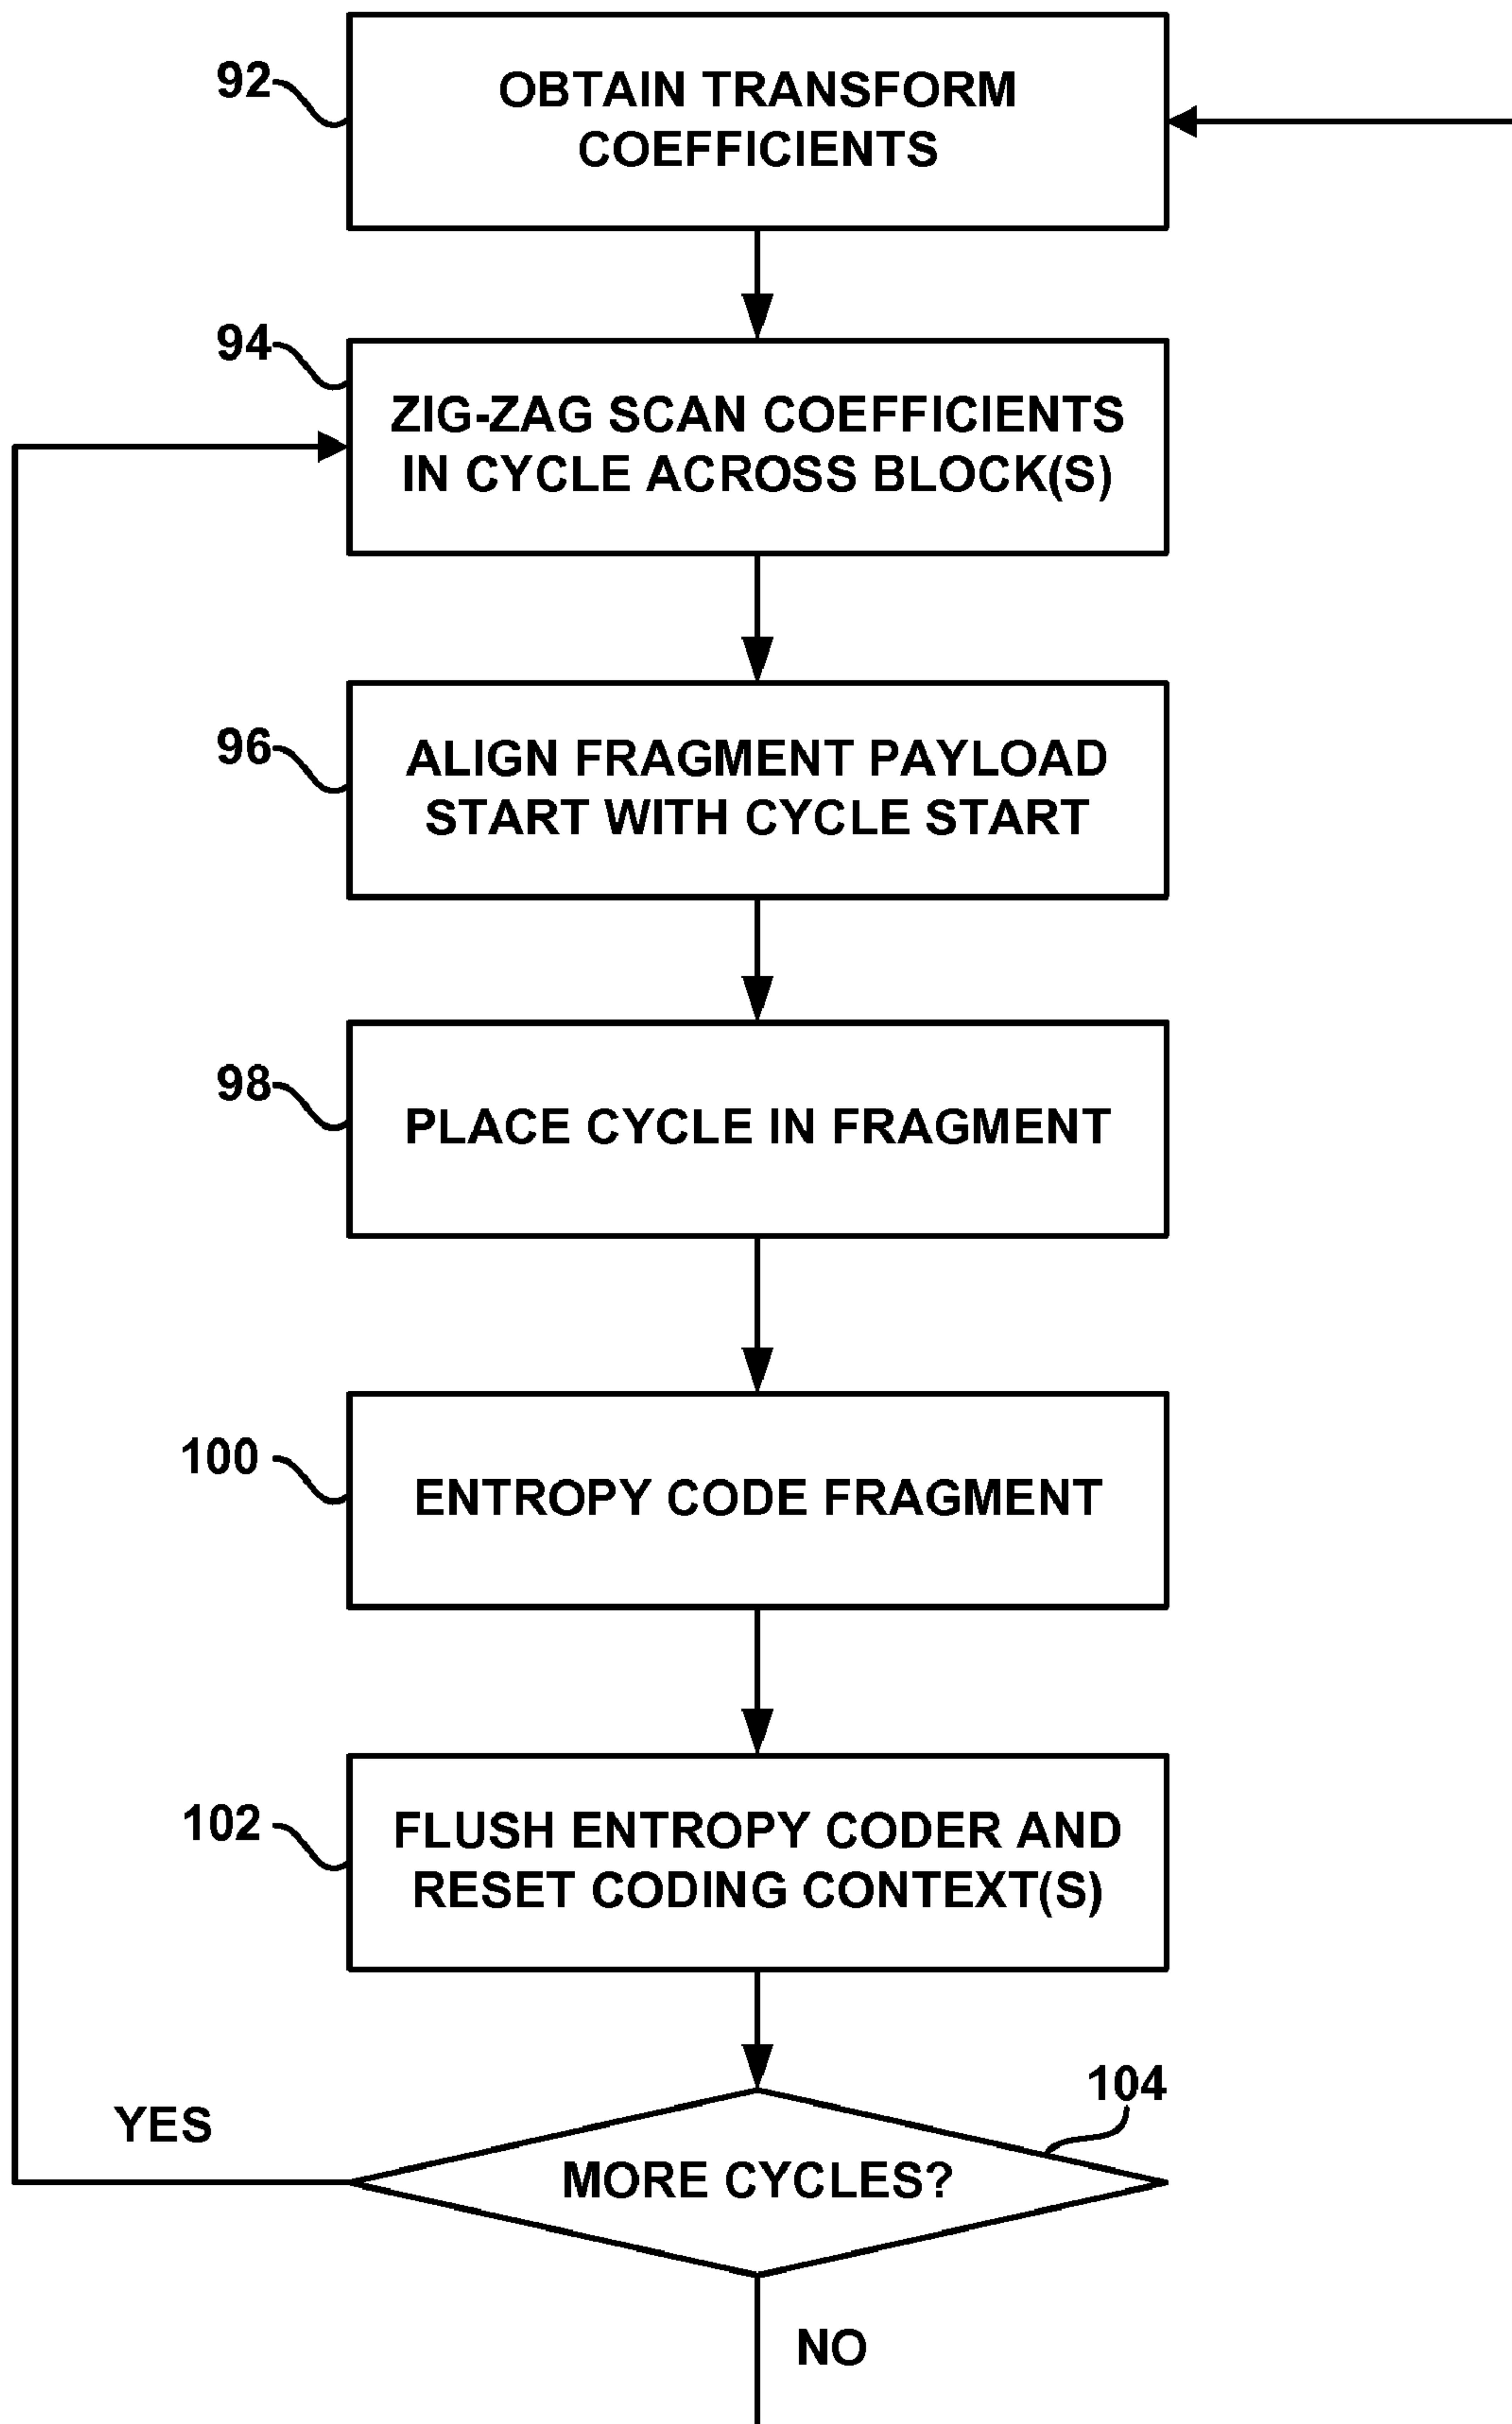 92
OBTAIN TRANSFORM
COEFFICIENTS
94
ZIG-ZAG SCAN COEFFICIENTS
IN CYCLE ACROSS BLOCK(S)
96
ALIGN FRAGMENT PAYLOAD
START WITH CYCLE START
98
PLACE CYCLE IN FRAGMENT
100
ENTROPY CODE FRAGMENT
102
FLUSH ENTROPY CODER AND
RESET CODING CONTEXT(S)
104
YES
MORE CYCLES?
NO